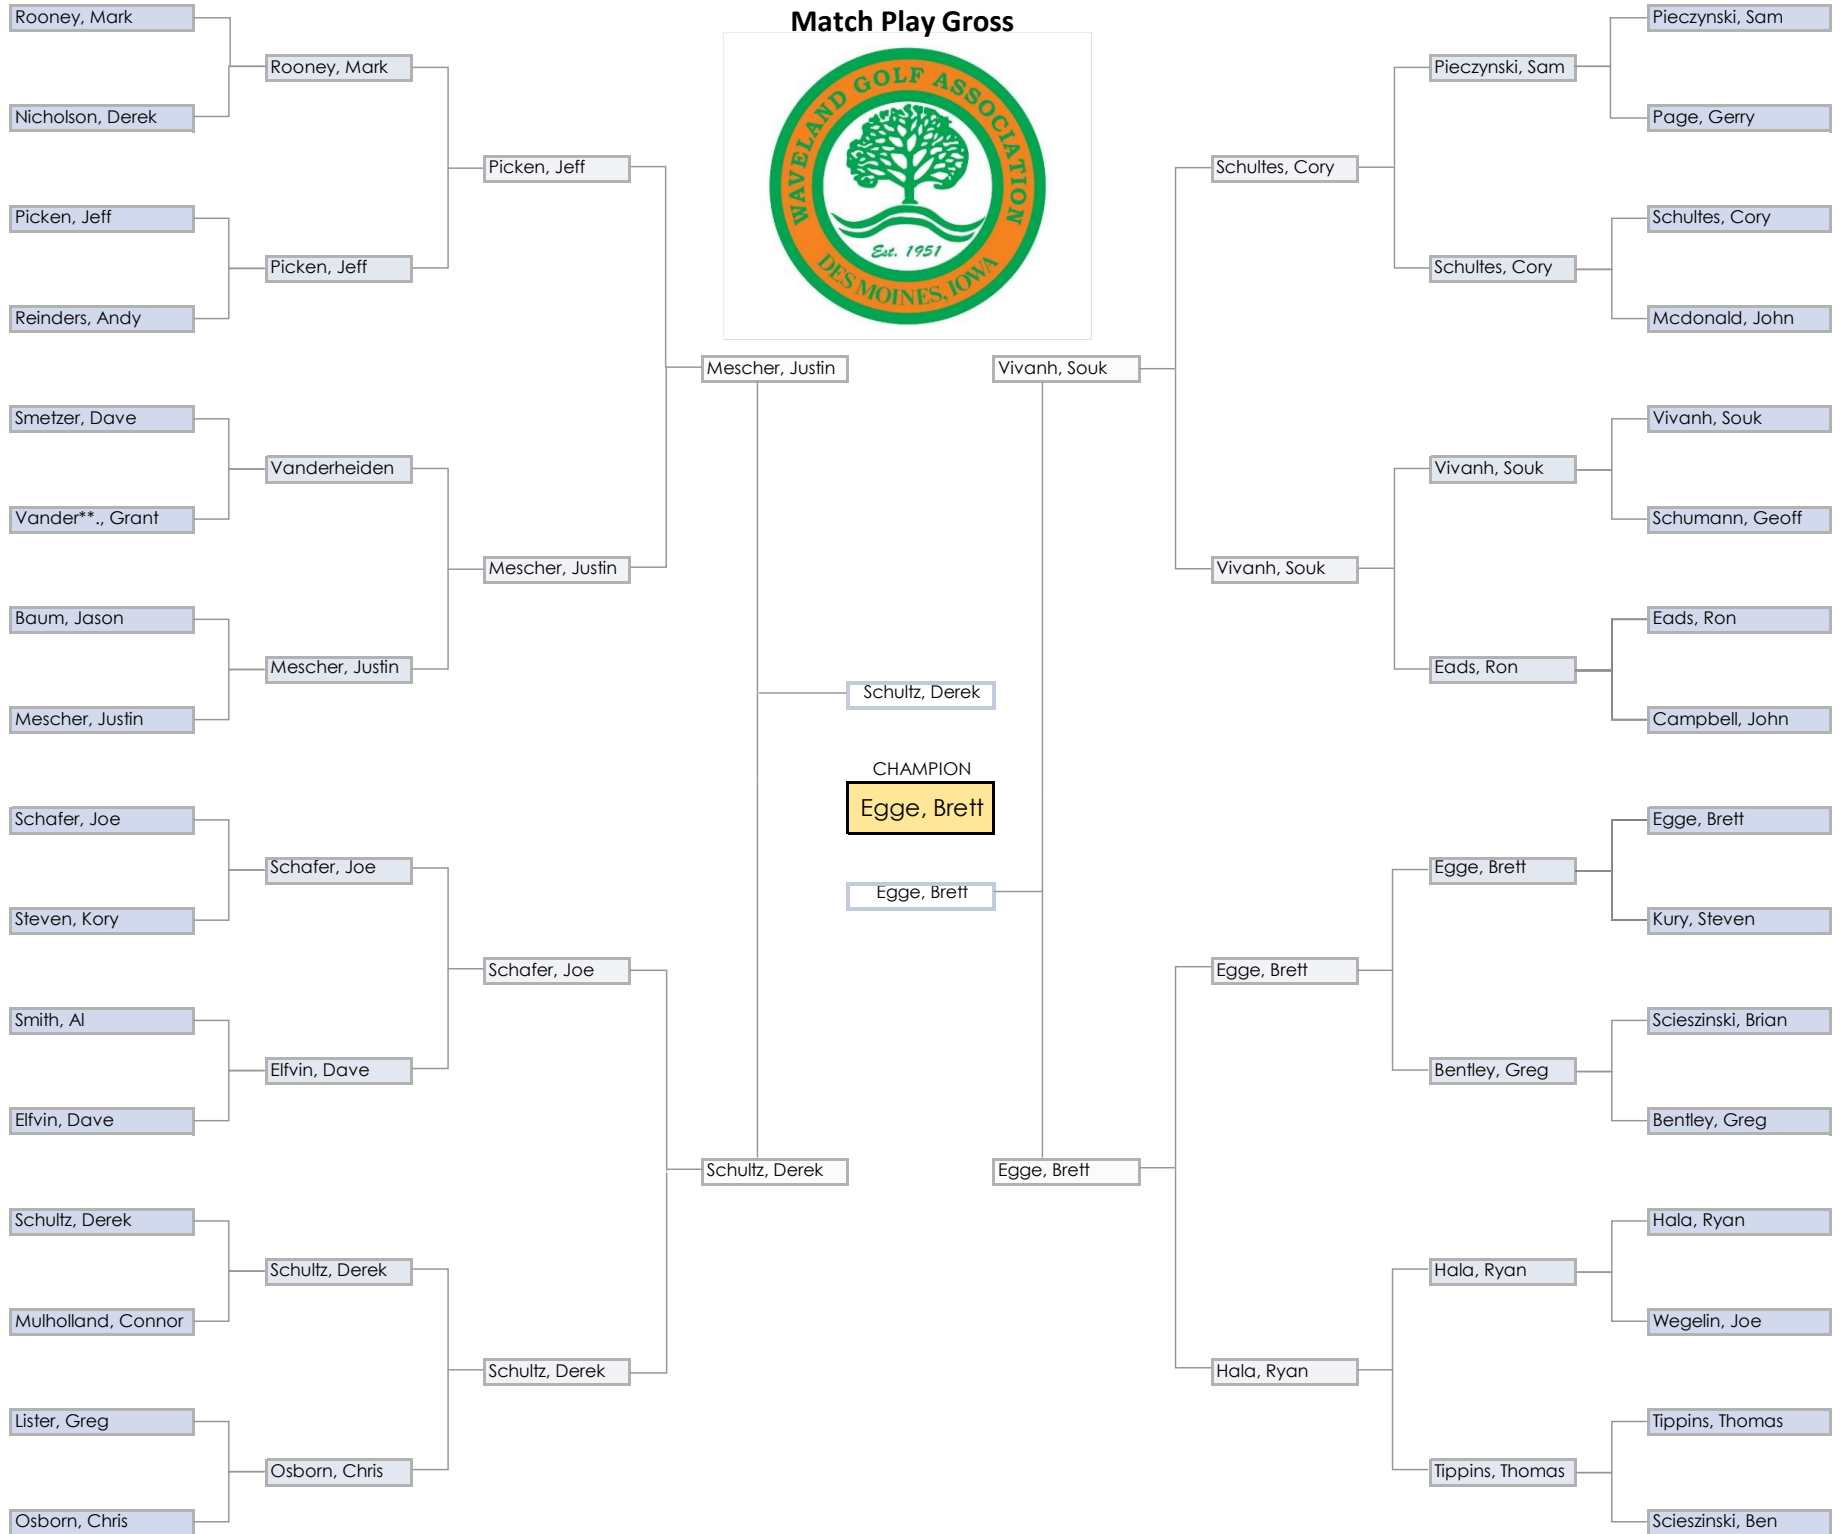 Match Play Gross
WAVELAND GOLF ASSOCIATION
Est. 1951
DES MOINES, IOWA
Rooney, Mark
Nicholson, Derek
Picken, Jeff
Reinders, Andy
Smetzer, Dave
Vander**., Grant
Baum, Jason
Mescher, Justin
Schafer, Joe
Steven, Kory
Smith, Al
Elfvin, Dave
Schultz, Derek
Mulholland, Connor
Lister, Greg
Osborn, Chris
Rooney, Mark
Picken, Jeff
Vanderheiden
Mescher, Justin
Schafer, Joe
Elfvin, Dave
Schultz, Derek
Osborn, Chris
Picken, Jeff
Mescher, Justin
Schafer, Joe
Schultz, Derek
Mescher, Justin
Schultz, Derek
Schultz, Derek
CHAMPION
Egge, Brett
Egge, Brett
Vivanh, Souk
Egge, Brett
Schultes, Cory
Vivanh, Souk
Egge, Brett
Hala, Ryan
Pieczynski, Sam
Schultes, Cory
Vivanh, Souk
Eads, Ron
Egge, Brett
Bentley, Greg
Hala, Ryan
Tippins, Thomas
Pieczynski, Sam
Page, Gerry
Schultes, Cory
Mcdonald, John
Vivanh, Souk
Schumann, Geoff
Eads, Ron
Campbell, John
Egge, Brett
Kury, Steven
Scieszinski, Brian
Bentley, Greg
Hala, Ryan
Wegelin, Joe
Tippins, Thomas
Scieszinski, Ben